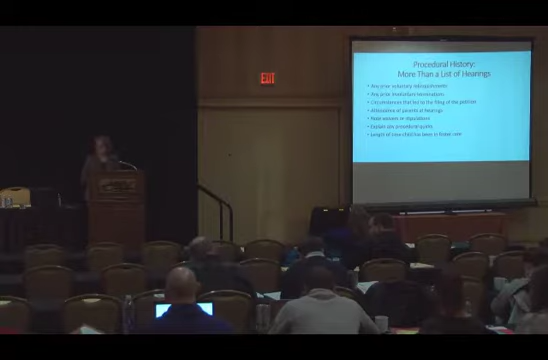 EXIT
Procedural History:
More Than a List of Hearings
• Any prior voluntary relinquishments
• Any prior involuntary terminations
• Circumstances that led to the filing of the petition
• Attendance of parents at hearings
• Note waivers or stipulations
• Explain any procedural quirks
• Length of time child has been in foster care